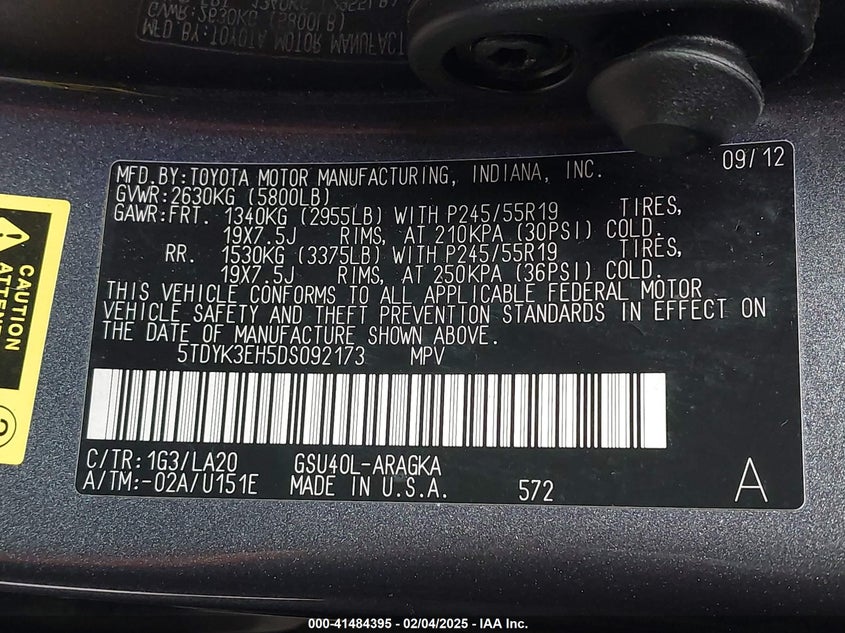 MFD.BY:TOYOTA MOTOR MANUFACTURING, INDIANA, INC. 09/12
GVWR:2630KG (5800LB)
GAWR:FRT. 1340KG (2955LB) WITH P245/55R19 TIRES,
19X7.5J RIMS, AT 210KPA (30PSI) COLD.
RR. 1530KG (3375LB) WITH P245/55R19 TIRES,
19X7.5J RIMS, AT 250KPA (36PSI) COLD.
THIS VEHICLE CONFORMS TO ALL APPLICABLE FEDERAL MOTOR
VEHICLE SAFETY AND THEFT PREVENTION STANDARDS IN EFFECT ON
THE DATE OF MANUFACTURE SHOWN ABOVE.
5TDYK3EH5DS092173 MPV
C/TR:1G3/LA20 GSU40L-ARAGKA
A/TM:-02A/U151E MADE IN U.S.A. 572 A
CAUTION
000-41484395 - 02/04/2025 - IAA Inc.